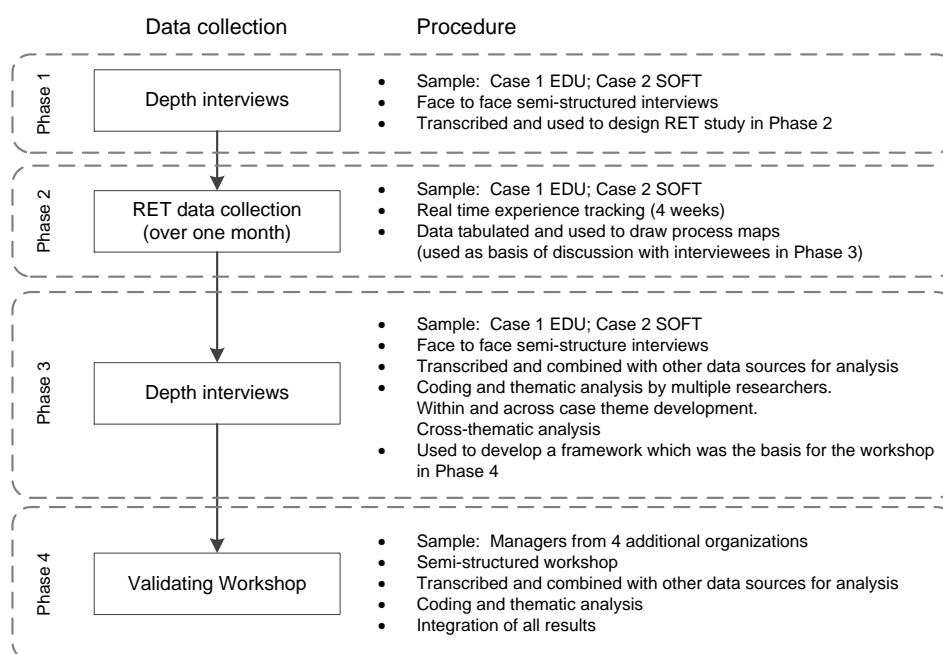 Data collection
Procedure
Phase 1
Depth interviews
• Sample: Case 1 EDU; Case 2 SOFT
• Face to face semi-structured interviews
• Transcribed and used to design RET study in Phase 2
Phase 2
RET data collection
(over one month)
• Sample: Case 1 EDU; Case 2 SOFT
• Real time experience tracking (4 weeks)
• Data tabulated and used to draw process maps
(used as basis of discussion with interviewees in Phase 3)
Phase 3
Depth interviews
• Sample: Case 1 EDU; Case 2 SOFT
• Face to face semi-structure interviews
• Transcribed and combined with other data sources for analysis
• Coding and thematic analysis by multiple researchers.
Within and across case theme development.
Cross-thematic analysis
• Used to develop a framework which was the basis for the workshop
in Phase 4
Phase 4
Validating Workshop
• Sample: Managers from 4 additional organizations
• Semi-structured workshop
• Transcribed and combined with other data sources for analysis
• Coding and thematic analysis
• Integration of all results